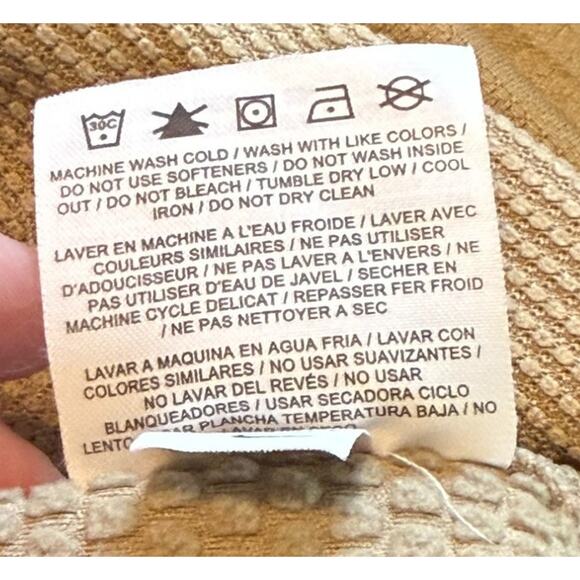 30C
MACHINE WASH COLD / WASH WITH LIKE COLORS /
DO NOT USE SOFTENERS / DO NOT WASH INSIDE
OUT / DO NOT BLEACH / TUMBLE DRY LOW / COOL
IRON / DO NOT DRY CLEAN
LAVER EN MACHINE A L'EAU FROIDE / LAVER AVEC
COULEURS SIMILAIRES / NE PAS UTILISER
D'ADOUCISSEUR / NE PAS LAVER A L'ENVERS / NE
PAS UTILISER D'EAU DE JAVEL / SECHER EN
MACHINE CYCLE DELICAT / REPASSER FER FROID
/ NE PAS NETTOYER A SEC
LAVAR A MAQUINA EN AGUA FRIA / LAVAR CON
COLORES SIMILARES / NO USAR SUAVIZANTES /
NO LAVAR DEL REVÉS / NO USAR
BLANQUEADORES / USAR SECADORA CICLO
LENTO PLANCHA TEMPERATURA BAJA / NO